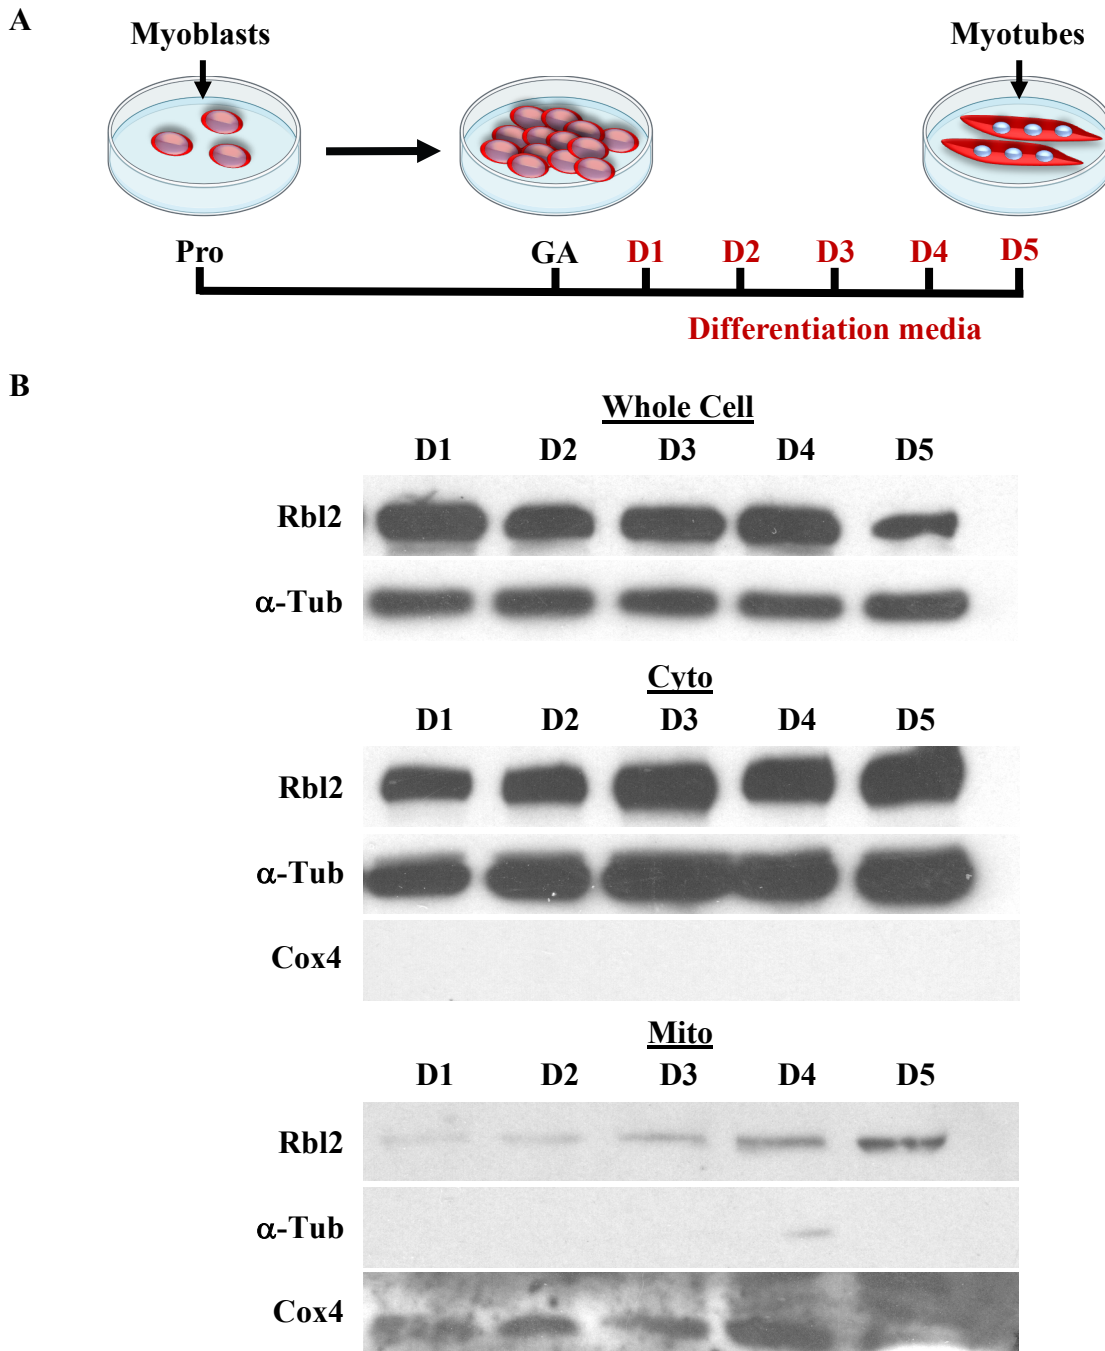 A
Myoblasts
Myotubes
Pro
GA
D1
D2
D3
D4
D5
Differentiation media
B
Whole Cell
D1 D2 D3 D4 D5
Rbl2
α-Tub
Cyto
D1 D2 D3 D4 D5
Rbl2
α-Tub
Cox4
Mito
D1 D2 D3 D4 D5
Rbl2
α-Tub
Cox4